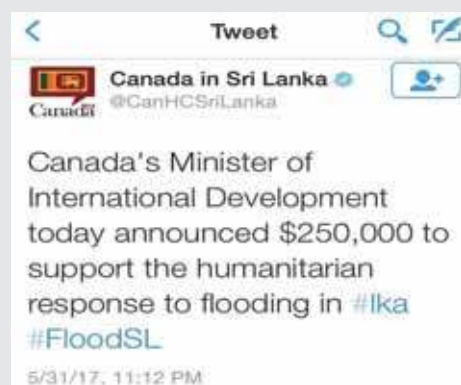 Tweet
Canada in Sri Lanka
@CanHCSriLanka
Canada
Canada's Minister of
International Development
today announced $250,000 to
support the humanitarian
response to flooding in #lka
#FloodSL
5/31/17, 11:12 PM